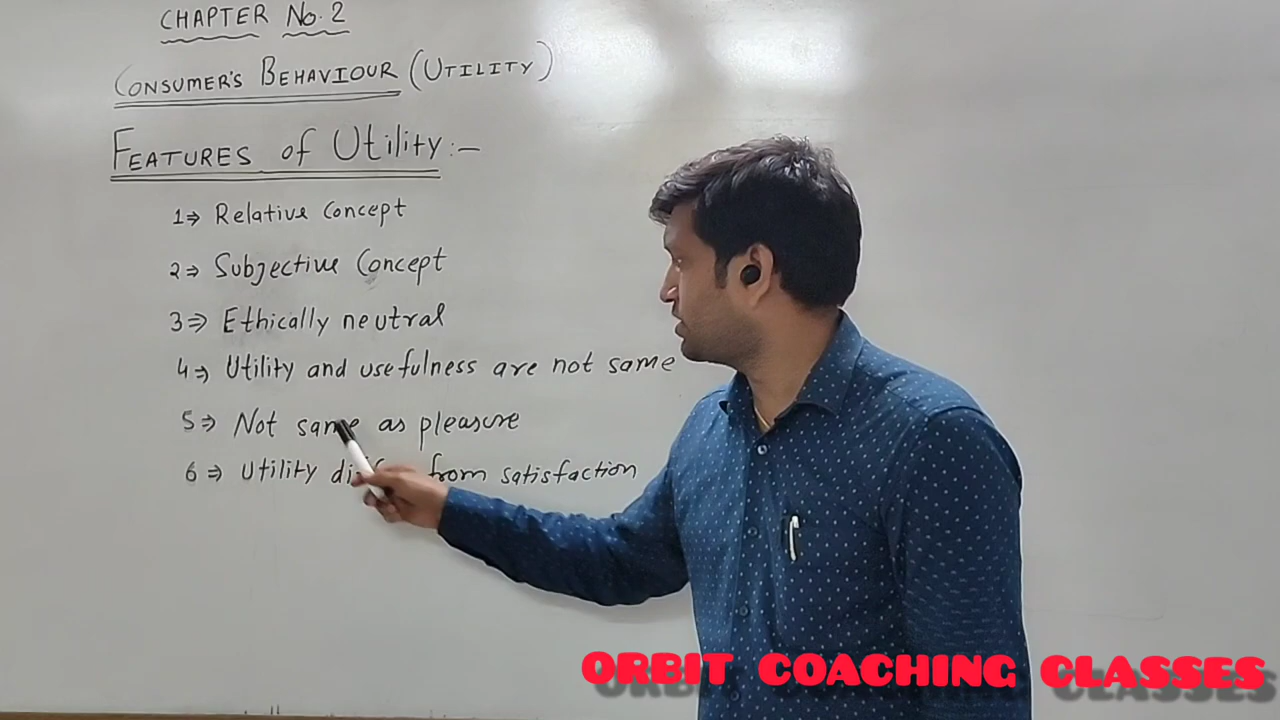 CHAPTER No. 2
CONSUMER'S BEHAVIOUR (UTILITY)
FEATURES of Utility:-
1⇒ Relative Concept
2⇒ Subjective Concept
3⇒ Ethically neutral
4⇒ Utility and usefulness are not same
5⇒ Not same as pleasure
6⇒ Utility from satisfaction
ORBIT COACHING CLASSES